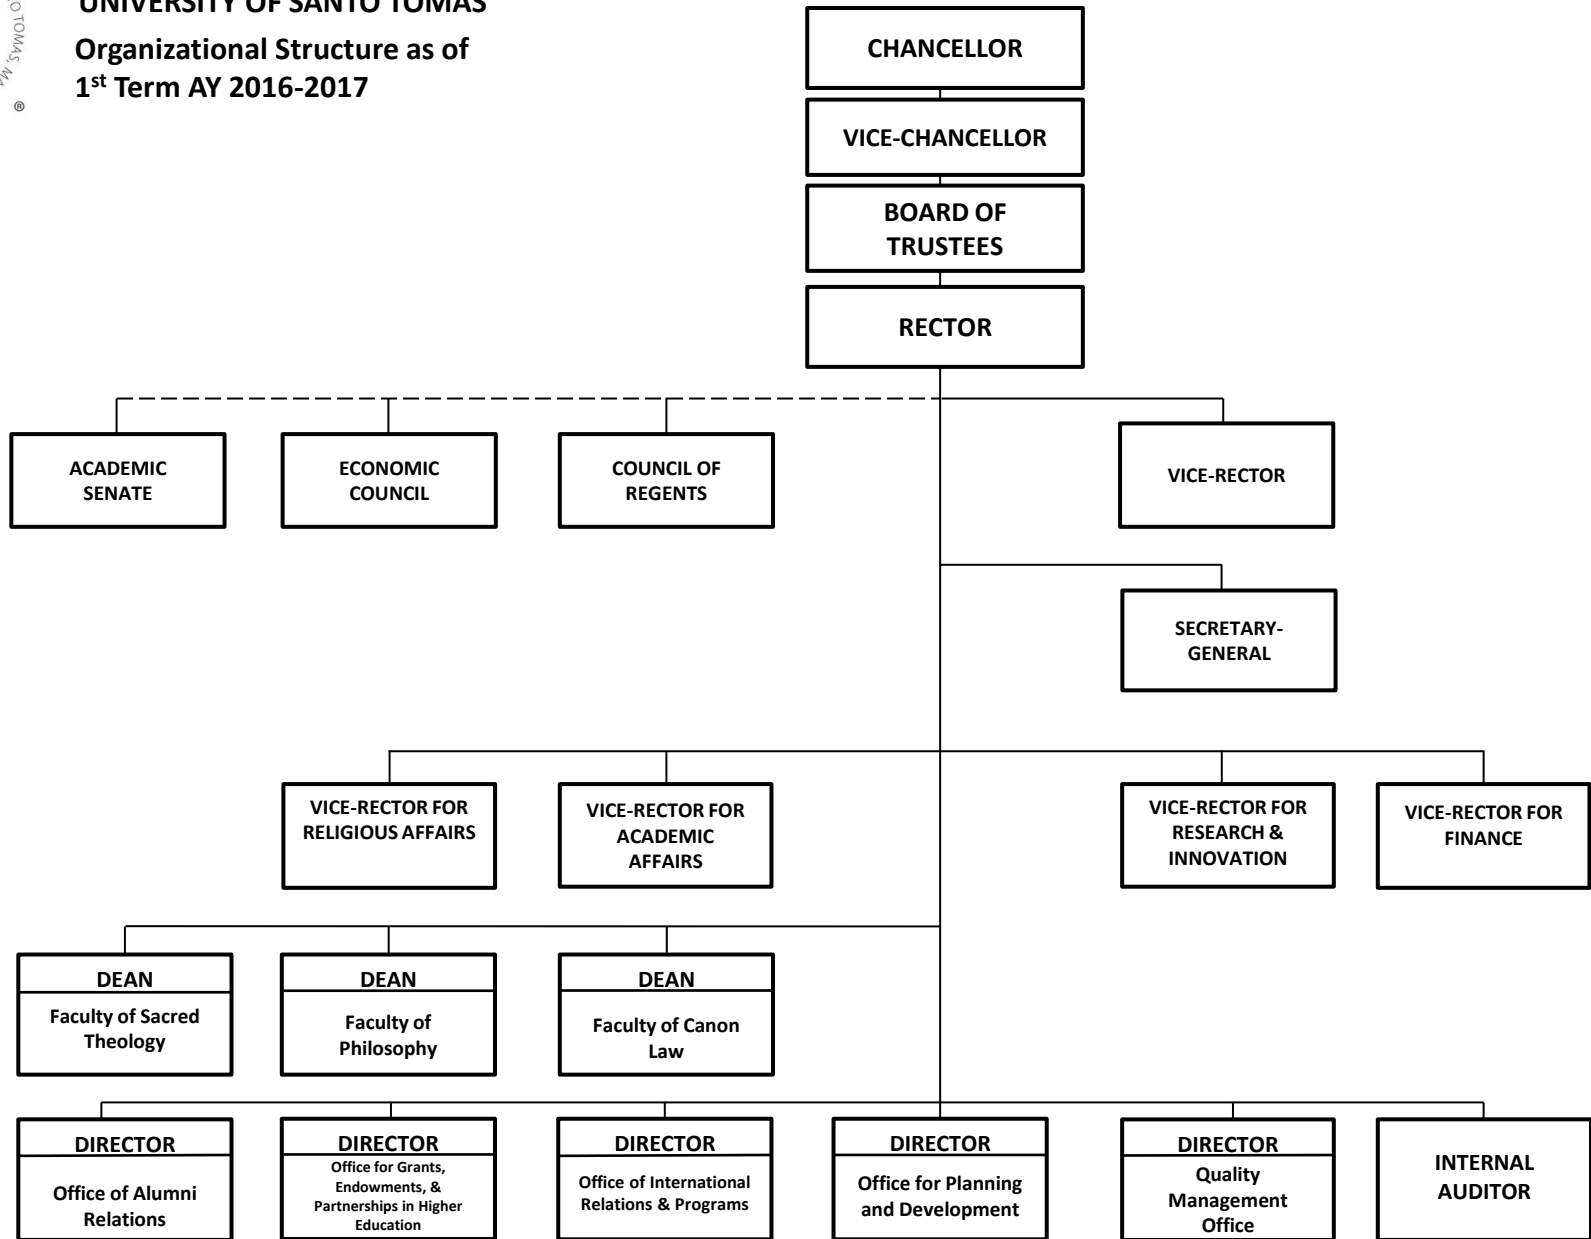 UNIVERSITY OF SANTO TOMAS
Organizational Structure as of
1st Term AY 2016-2017
O TOMAS, M
®
CHANCELLOR
VICE-CHANCELLOR
BOARD OF
TRUSTEES
RECTOR
ACADEMIC
SENATE
ECONOMIC
COUNCIL
COUNCIL OF
REGENTS
VICE-RECTOR
SECRETARY-
GENERAL
VICE-RECTOR FOR
RELIGIOUS AFFAIRS
VICE-RECTOR FOR
ACADEMIC
AFFAIRS
VICE-RECTOR FOR
RESEARCH &
INNOVATION
VICE-RECTOR FOR
FINANCE
DEAN
Faculty of Sacred
Theology
DEAN
Faculty of
Philosophy
DEAN
Faculty of Canon
Law
DIRECTOR
Office of Alumni
Relations
DIRECTOR
Office for Grants,
Endowments, &
Partnerships in Higher
Education
DIRECTOR
Office of International
Relations & Programs
DIRECTOR
Office for Planning
and Development
DIRECTOR
Quality
Management
Office
INTERNAL
AUDITOR